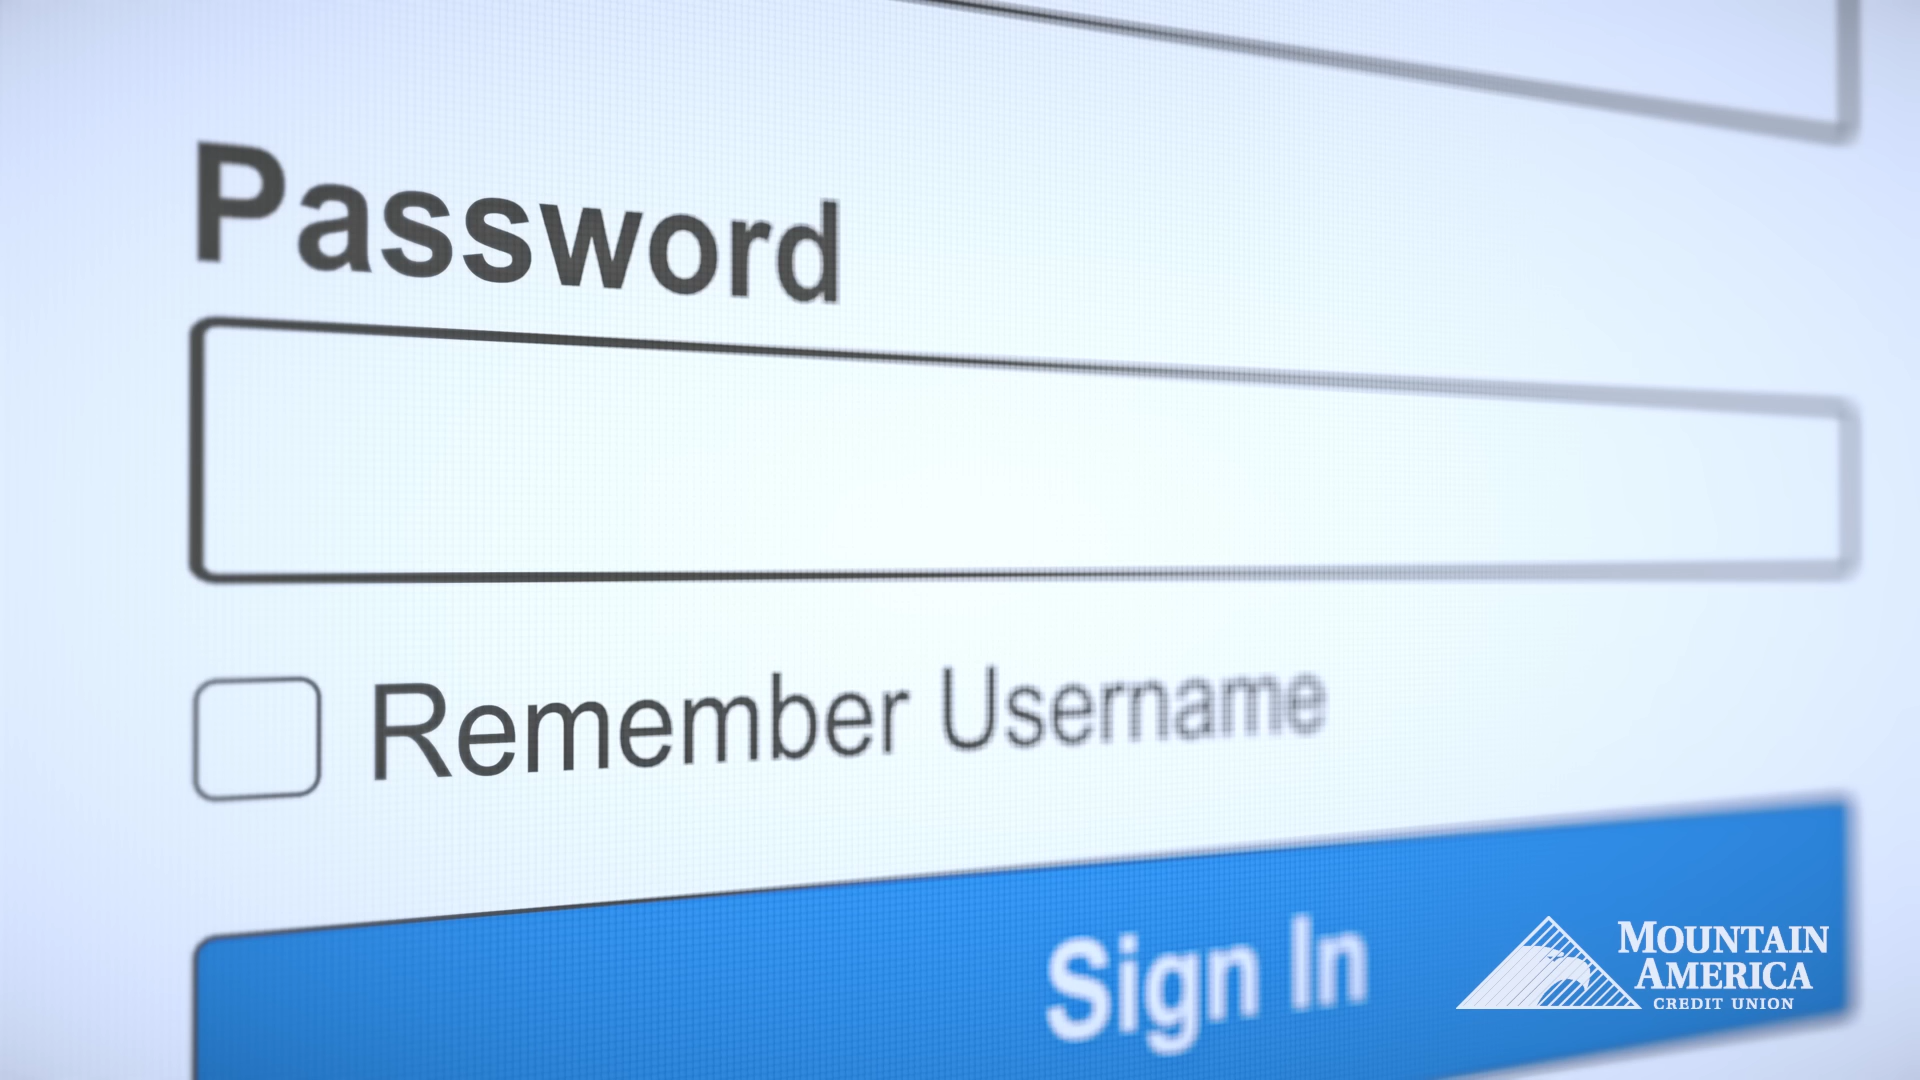 Password
Remember Username
Sign In
MOUNTAIN
AMERICA
CREDIT UNION